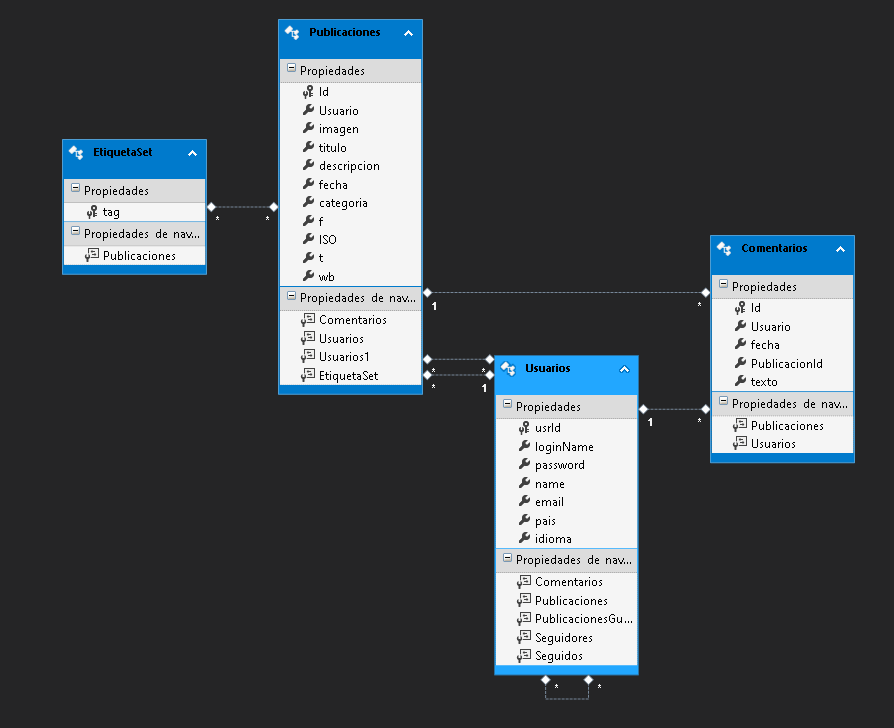 Publicaciones
Propiedades
Id
Usuario
imagen
titulo
descripcion
fecha
categoria
f
ISO
t
wb
Propiedades de nav...
Comentarios
Usuarios
Usuarios1
EtiquetaSet
EtiquetaSet
Propiedades
tag
Propiedades de nav...
Publicaciones
*
*
1
*
*
*
*
1
Comentarios
Propiedades
Id
Usuario
fecha
PublicacionId
texto
Propiedades de nav...
Publicaciones
Usuarios
Usuarios
Propiedades
usrId
loginName
password
name
email
pais
idioma
Propiedades de nav...
Comentarios
Publicaciones
PublicacionesGu...
Seguidores
Seguidos
1
*
*
*